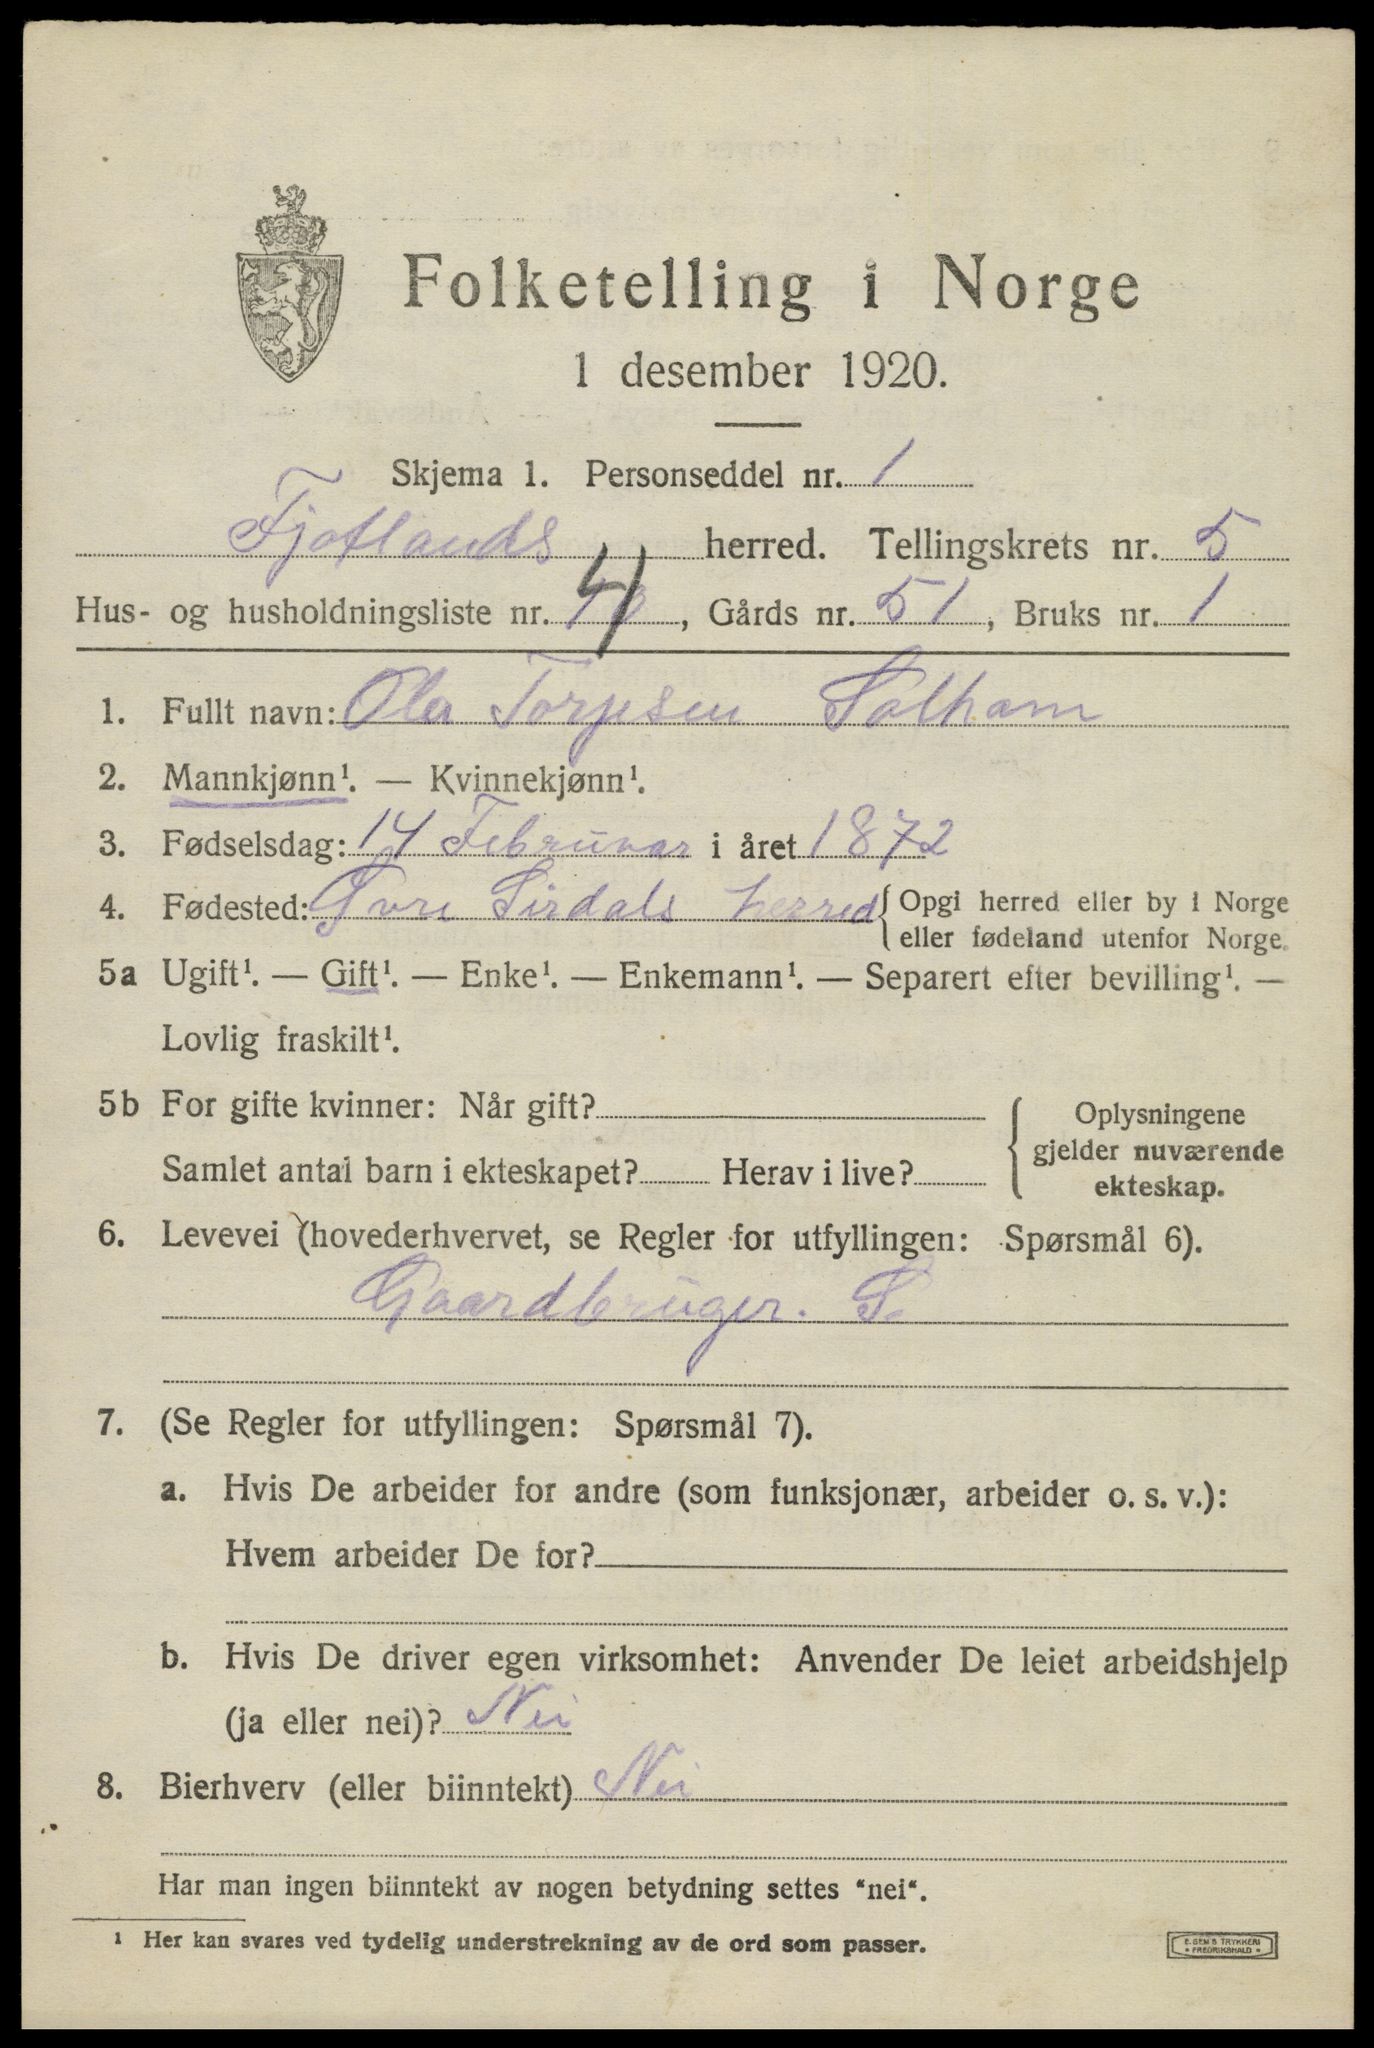 Folketelling i Norge
1 desember 1920.
Skjema 1. Personseddel nr. 1
Fjotlands herred. Tellingskrets nr. 5
Hus- og husholdningsliste nr. 4, Gårds nr. 51, Bruks nr. 1
1. Fullt navn: Ola Torjesen Solhom
2. Mannkjønn¹. — Kvinnekjønn¹.
3. Fødselsdag: 14 Februar i året 1872
4. Fødested: Øvre Sirdals herred { Opgi herred eller by i Norge
eller fødeland utenfor Norge.
5a Ugift¹. — Gift¹. — Enke¹. — Enkemann¹. — Separert efter bevilling¹. —
Lovlig fraskilt¹.
5b For gifte kvinner: Når gift?
Samlet antal barn i ekteskapet? Herav i live?
{ Oplysningene
gjelder nuværende
ekteskap.
6. Levevei (hovederhvervet, se Regler for utfyllingen: Spørsmål 6).
Gaardbruger. S.
7. (Se Regler for utfyllingen: Spørsmål 7).
a. Hvis De arbeider for andre (som funksjonær, arbeider o. s. v.):
Hvem arbeider De for?
b. Hvis De driver egen virksomhet: Anvender De leiet arbeidshjelp
(ja eller nei)? Nei
8. Bierhverv (eller biinntekt) Nei
Har man ingen biinntekt av nogen betydning settes "nei".
¹ Her kan svares ved tydelig understrekning av de ord som passer.
E. SEM'S TRYKKERI
• FREDRIKSHALD •